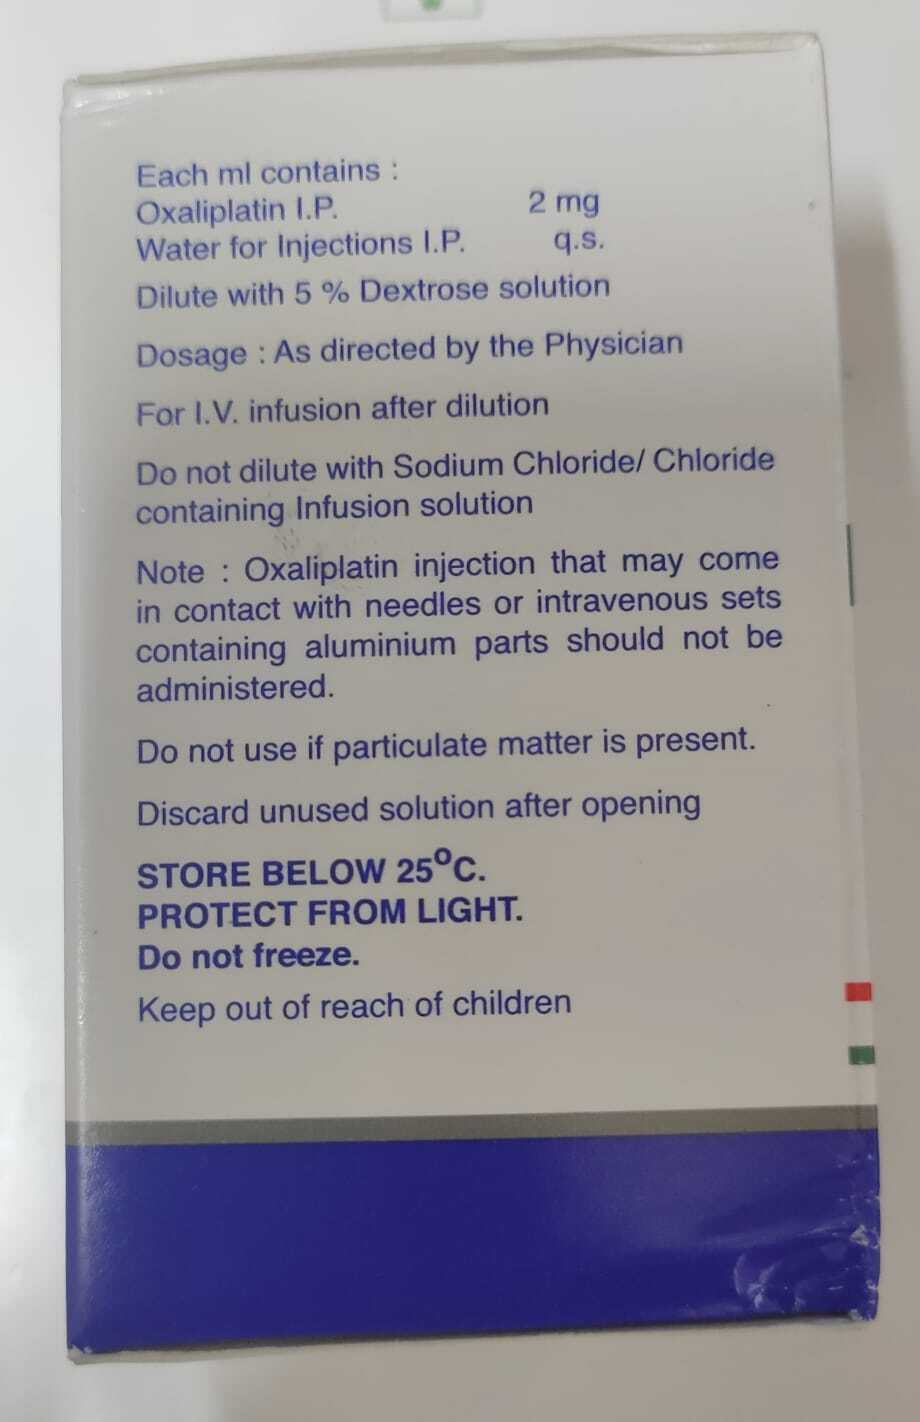 Each ml contains :
Oxaliplatin I.P. 2 mg
Water for Injections I.P. q.s.
Dilute with 5 % Dextrose solution
Dosage : As directed by the Physician
For I.V. infusion after dilution
Do not dilute with Sodium Chloride/ Chloride
containing Infusion solution
Note : Oxaliplatin injection that may come
in contact with needles or intravenous sets
containing aluminium parts should not be
administered.
Do not use if particulate matter is present.
Discard unused solution after opening
STORE BELOW 25°C.
PROTECT FROM LIGHT.
Do not freeze.
Keep out of reach of children